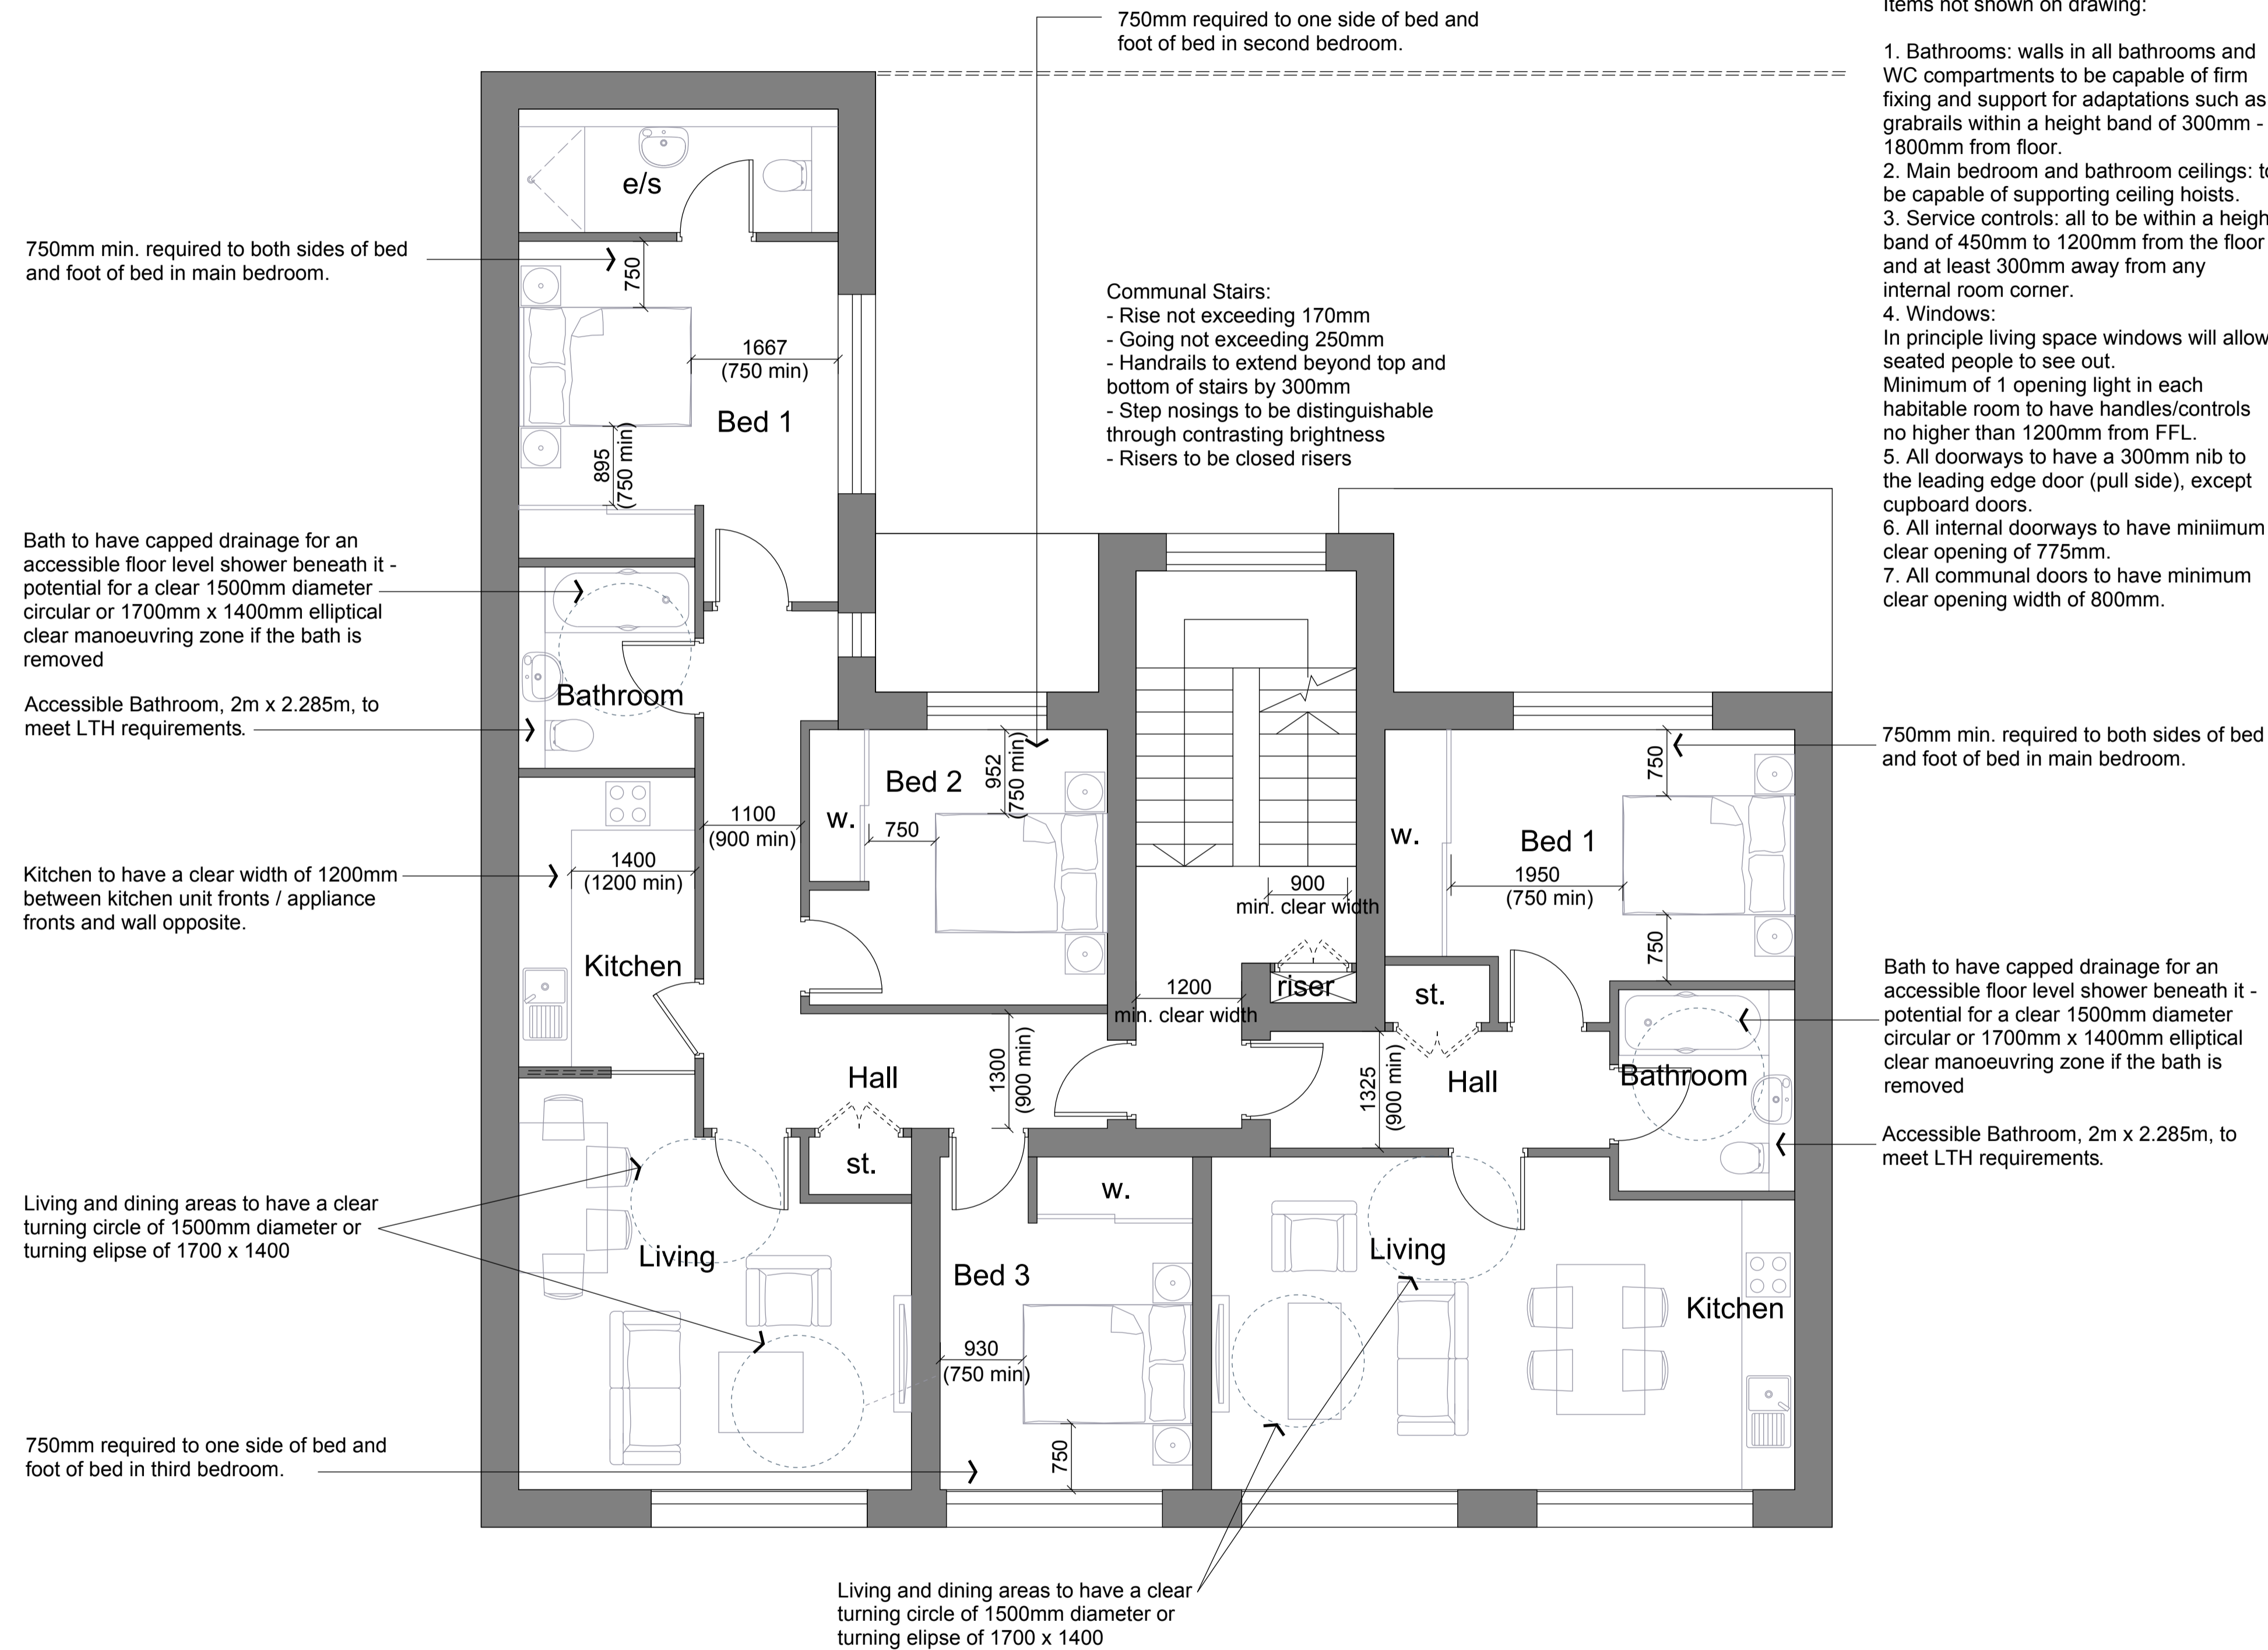 750mm required to one side of bed and
foot of bed in second bedroom.
Items not shown on drawing:
1. Bathrooms: walls in all bathrooms and
WC compartments to be capable of firm
fixing and support for adaptations such as
grabrails within a height band of 300mm -
1800mm from floor.
2. Main bedroom and bathroom ceilings: to
be capable of supporting ceiling hoists.
3. Service controls: all to be within a heigh
band of 450mm to 1200mm from the floor
and at least 300mm away from any
internal room corner.
4. Windows:
In principle living space windows will allow
seated people to see out.
Minimum of 1 opening light in each
habitable room to have handles/controls
no higher than 1200mm from FFL.
5. All doorways to have a 300mm nib to
the leading edge door (pull side), except
cupboard doors.
6. All internal doorways to have miniimum
clear opening of 775mm.
7. All communal doors to have minimum
clear opening width of 800mm.
750mm min. required to both sides of bed
and foot of bed in main bedroom.
Bath to have capped drainage for an
accessible floor level shower beneath it -
potential for a clear 1500mm diameter
circular or 1700mm x 1400mm elliptical
clear manoeuvring zone if the bath is
removed
Accessible Bathroom, 2m x 2.285m, to
meet LTH requirements.
Kitchen to have a clear width of 1200mm
between kitchen unit fronts / appliance
fronts and wall opposite.
Living and dining areas to have a clear
turning circle of 1500mm diameter or
turning elipse of 1700 x 1400
750mm required to one side of bed and
foot of bed in third bedroom.
Communal Stairs:
- Rise not exceeding 170mm
- Going not exceeding 250mm
- Handrails to extend beyond top and
bottom of stairs by 300mm
- Step nosings to be distinguishable
through contrasting brightness
- Risers to be closed risers
e/s
750
1667
(750 min)
Bed 1
895
(750 min)
Bathroom
1100
(900 min)
1400
(1200 min)
Kitchen
Bed 2
952
(750 min)
w.
750
900
min. clear width
riser
1200
min. clear width
w.
Bed 1
750
1950
(750 min)
750
st.
Hall
1300
(900 min)
1325
(900 min)
Hall
Bathroom
st.
w.
Living
Bed 3
930
(750 min)
750
Living
Kitchen
750mm min. required to both sides of bed
and foot of bed in main bedroom.
Bath to have capped drainage for an
accessible floor level shower beneath it -
potential for a clear 1500mm diameter
circular or 1700mm x 1400mm elliptical
clear manoeuvring zone if the bath is
removed
Accessible Bathroom, 2m x 2.285m, to
meet LTH requirements.
Living and dining areas to have a clear
turning circle of 1500mm diameter or
turning elipse of 1700 x 1400